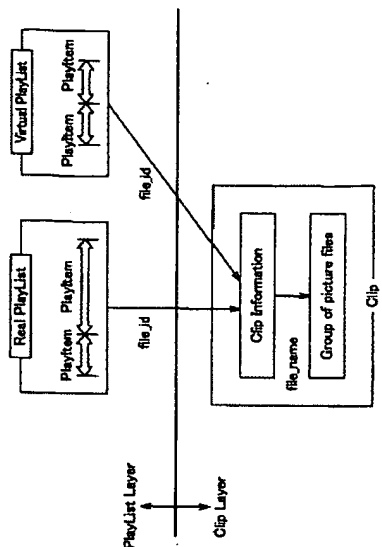 Real PlayList
PlayItem PlayItem
Virtual PlayList
PlayItem PlayItem
PlayList Layer
Clip Layer
file_id
file_id
Clip Information
file_name
Group of picture files
Clip